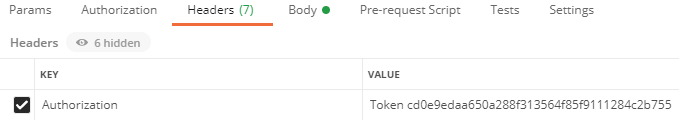 Params Authorization Headers (7) Body Pre-request Script Tests Settings
Headers 6 hidden
KEY VALUE
Authorization Token cd0e9edaa650a288f313564f85f9111284c2b755